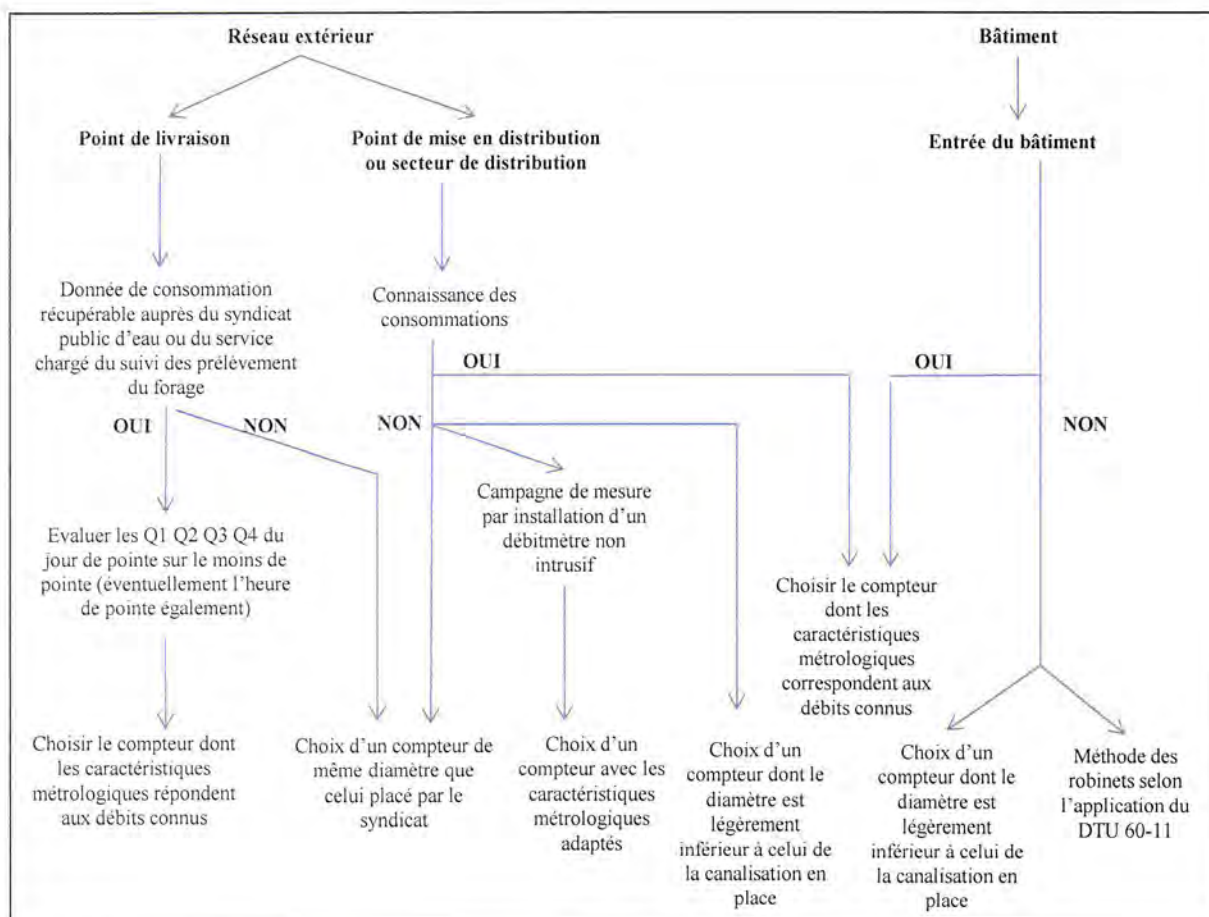 Réseau extérieur
Bâtiment
Point de livraison
Point de mise en distribution
ou secteur de distribution
Entrée du bâtiment
Donnée de consommation
récupérable auprès du syndicat
public d'eau ou du service
chargé du suivi des prélèvement
du forage
Connaissance des
consommations
OUI
OUI
OUI
NON
NON
NON
Evaluer les Q1 Q2 Q3 Q4 du
jour de pointe sur le moins de
pointe (éventuellement l'heure
de pointe également)
Campagne de mesure
par installation d'un
débitmètre non
intrusif
Choisir le compteur
dont les
caractéristiques
métrologiques
correspondent aux
débits connus
Choisir le compteur dont
les caractéristiques
métrologiques répondent
aux débits connus
Choix d'un compteur de
même diamètre que
celui placé par le
syndicat
Choix d'un
compteur avec les
caractéristiques
métrologiques
adaptés
Choix d'un
compteur dont le
diamètre est
légèrement
inférieur à celui de
la canalisation en
place
Choix d'un
compteur dont le
diamètre est
légèrement
inférieur à celui de
la canalisation en
place
Méthode des
robinets selon
l'application du
DTU 60-11